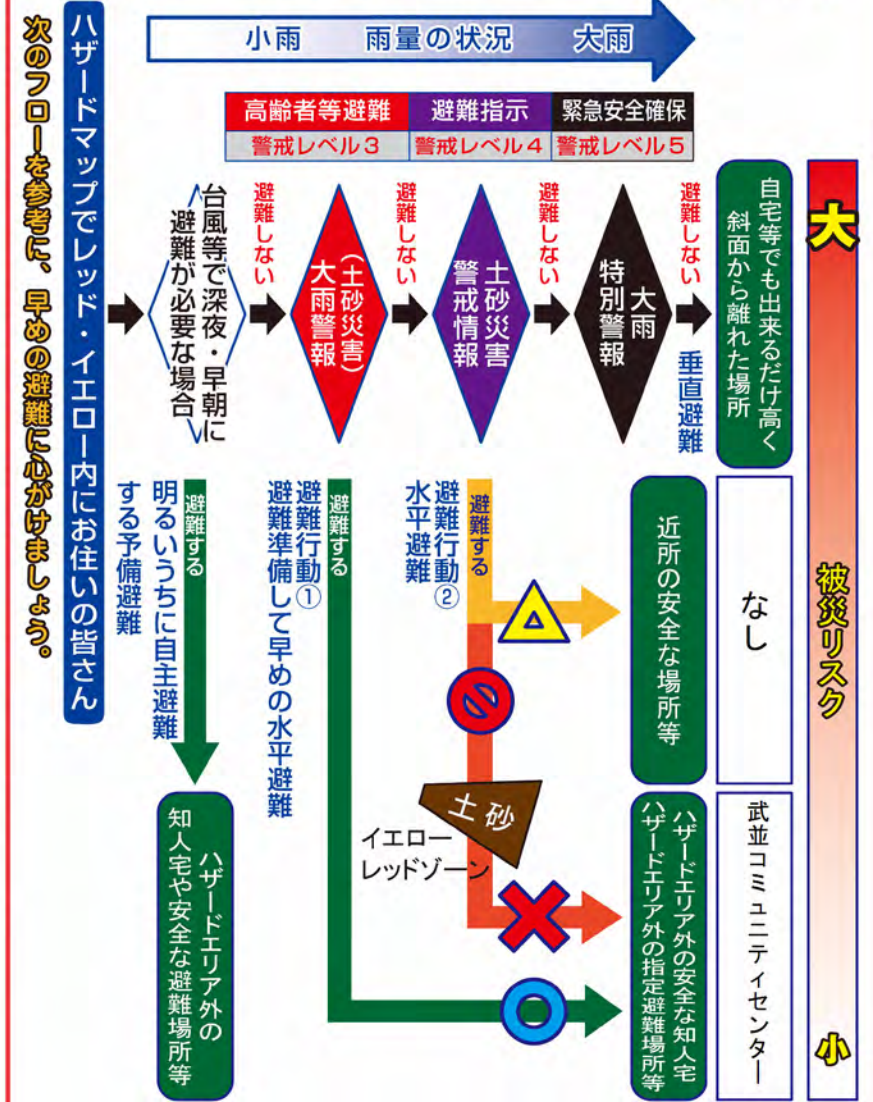 次のフローを参考に、早めの避難に心がけましょう。
ハザードマップでレッド・イエロー内にお住いの皆さん
小雨 雨量の状況 大雨
高齢者等避難 避難指示 緊急安全確保
警戒レベル3 警戒レベル4 警戒レベル5
台風等で深夜・早朝に
避難が必要な場合
避難しない
大雨警報
(土砂災害)
避難しない
土砂災害
警戒情報
避難しない
大雨
特別警報
避難しない
垂直避難
自宅等でも出来るだけ高く
斜面から離れた場所
避難する
明るいうちに自主避難
する予備避難
ハザードエリア外の
知人宅や安全な避難場所等
避難する
避難行動①
避難準備して早めの水平避難
避難する
避難行動②
水平避難
土砂
イエロー
レッドゾーン
近所の安全な場所等
なし
ハザードエリア外の安全な知人宅
ハザードエリア外の指定避難場所等
武並コミュニティセンター
大
被災リスク
小